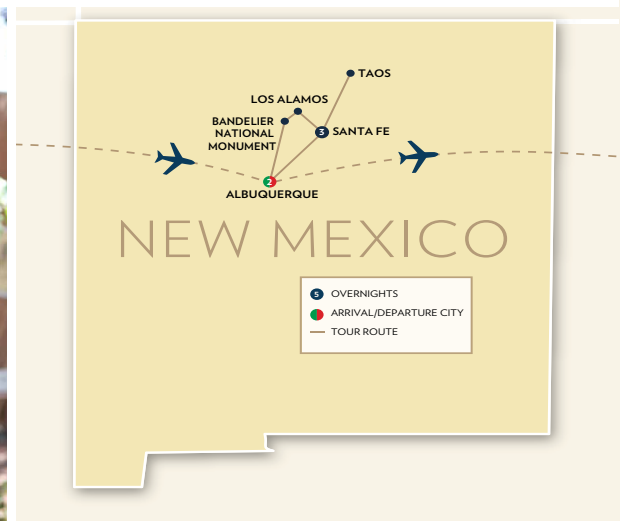 TAOS
LOS ALAMOS
BANDELIER
NATIONAL
MONUMENT
3 SANTA FE
2
ALBUQUERQUE
NEW MEXICO
5 OVERNIGHTS
ARRIVAL/DEPARTURE CITY
TOUR ROUTE